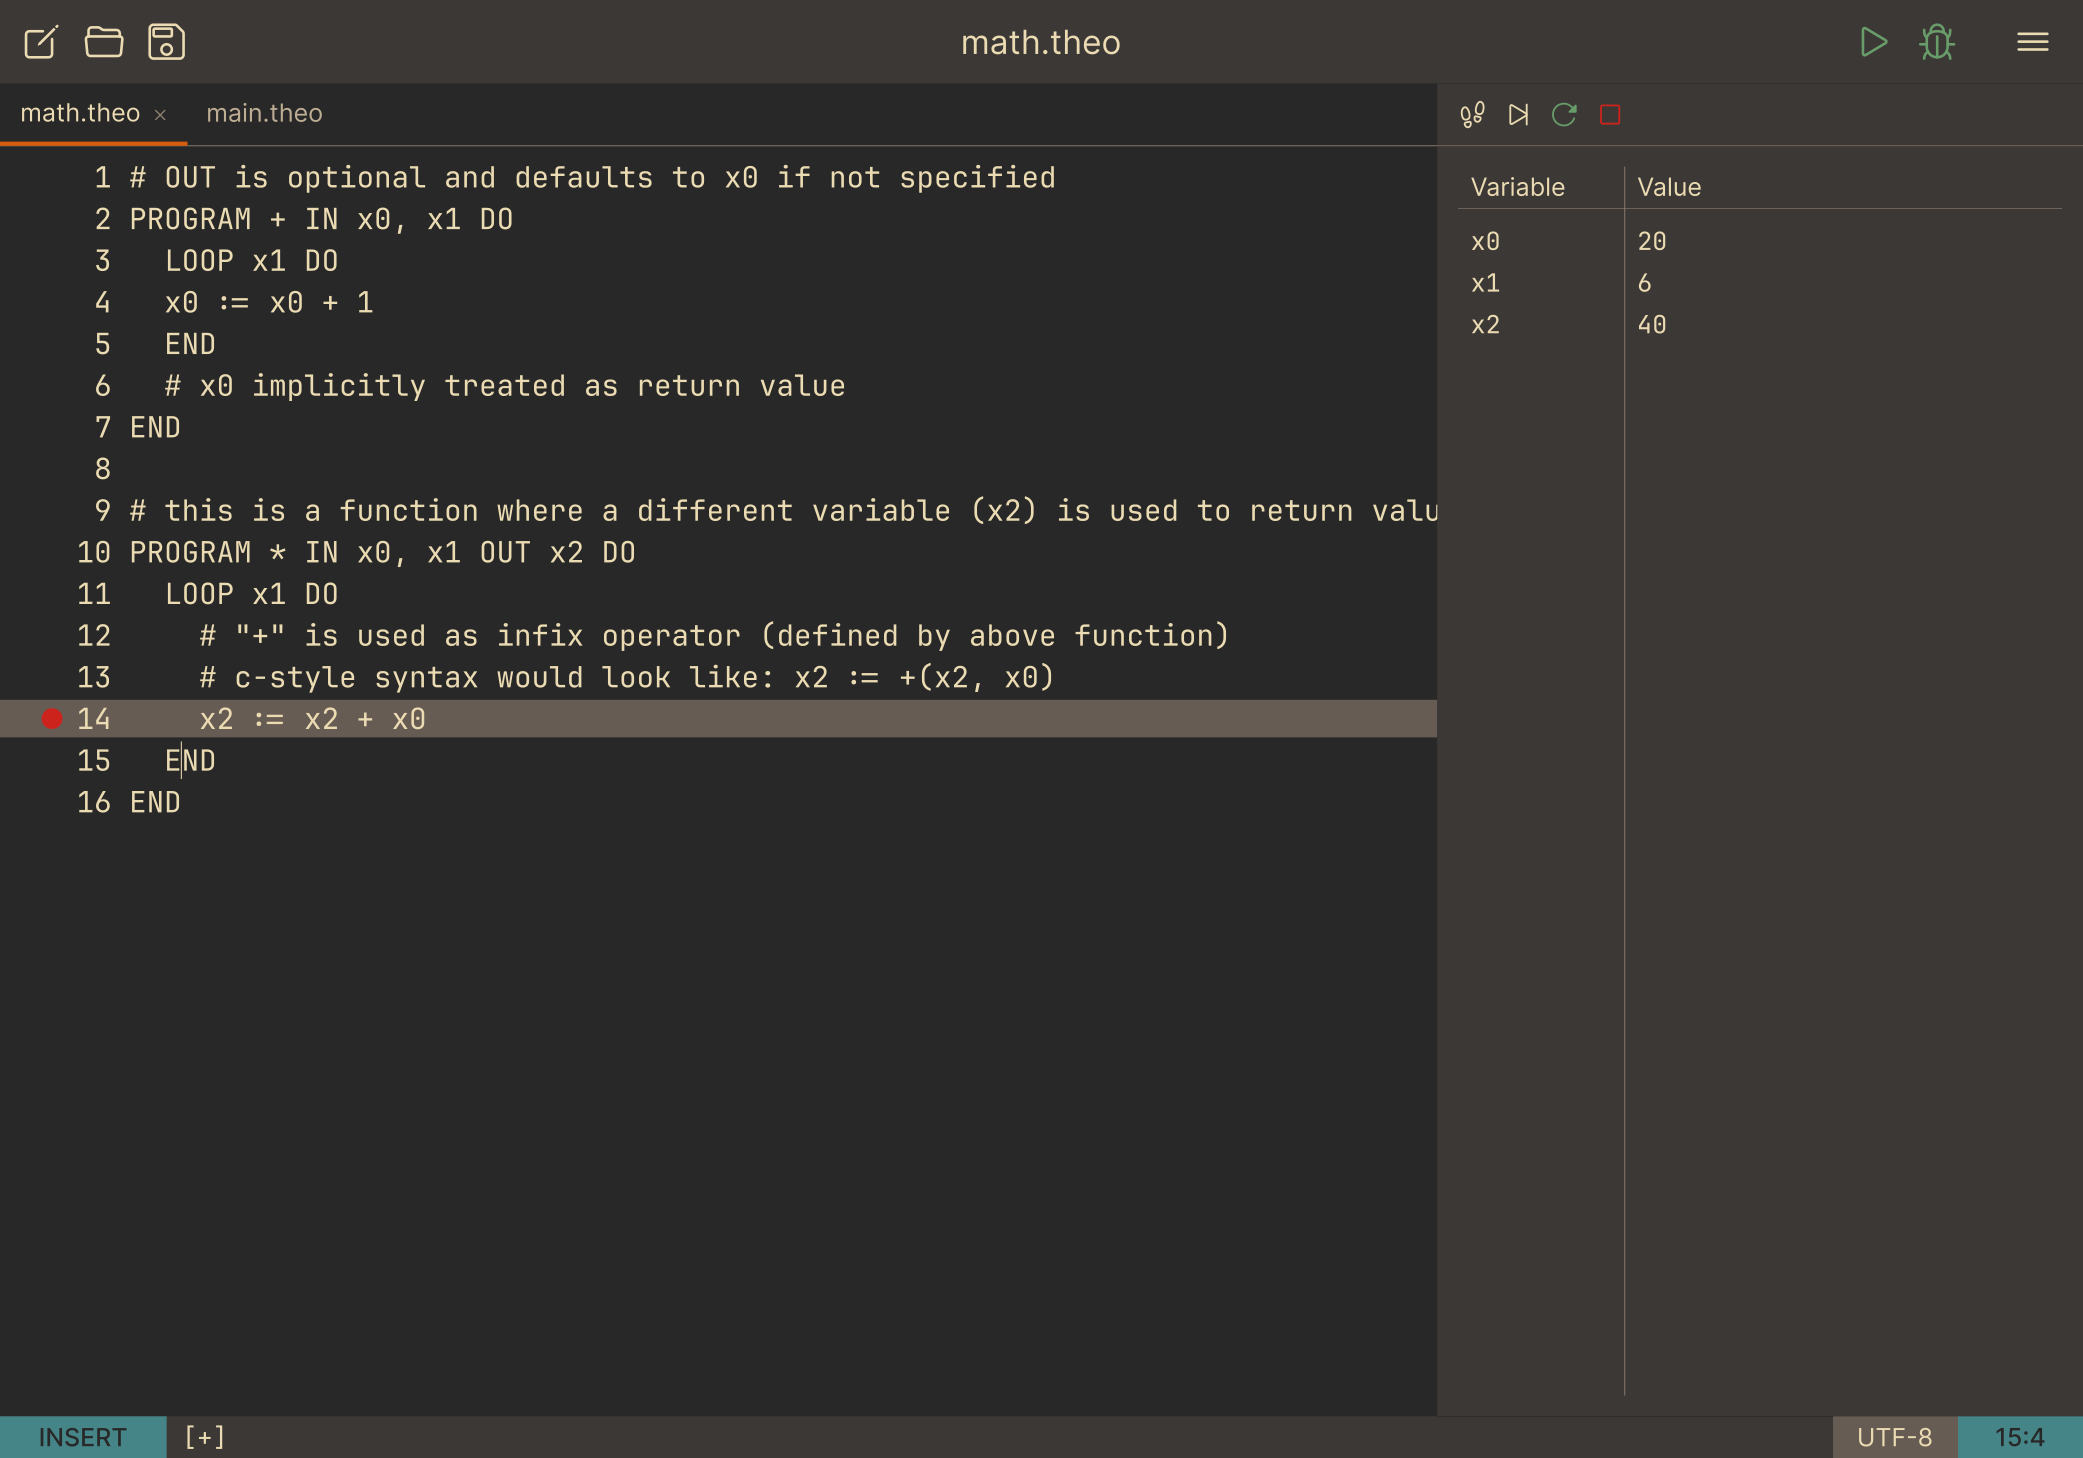 math.theo
math.theo × main.theo
1 # OUT is optional and defaults to x0 if not specified
2 PROGRAM + IN x0, x1 DO
3   LOOP x1 DO
4   x0 := x0 + 1
5   END
6   # x0 implicitly treated as return value
7 END
8
9 # this is a function where a different variable (x2) is used to return valu
10 PROGRAM * IN x0, x1 OUT x2 DO
11   LOOP x1 DO
12     # "+" is used as infix operator (defined by above function)
13     # c-style syntax would look like: x2 := +(x2, x0)
14     x2 := x2 + x0
15   END
16 END
Variable Value
x0 20
x1 6
x2 40
INSERT [+] UTF-8 15:4